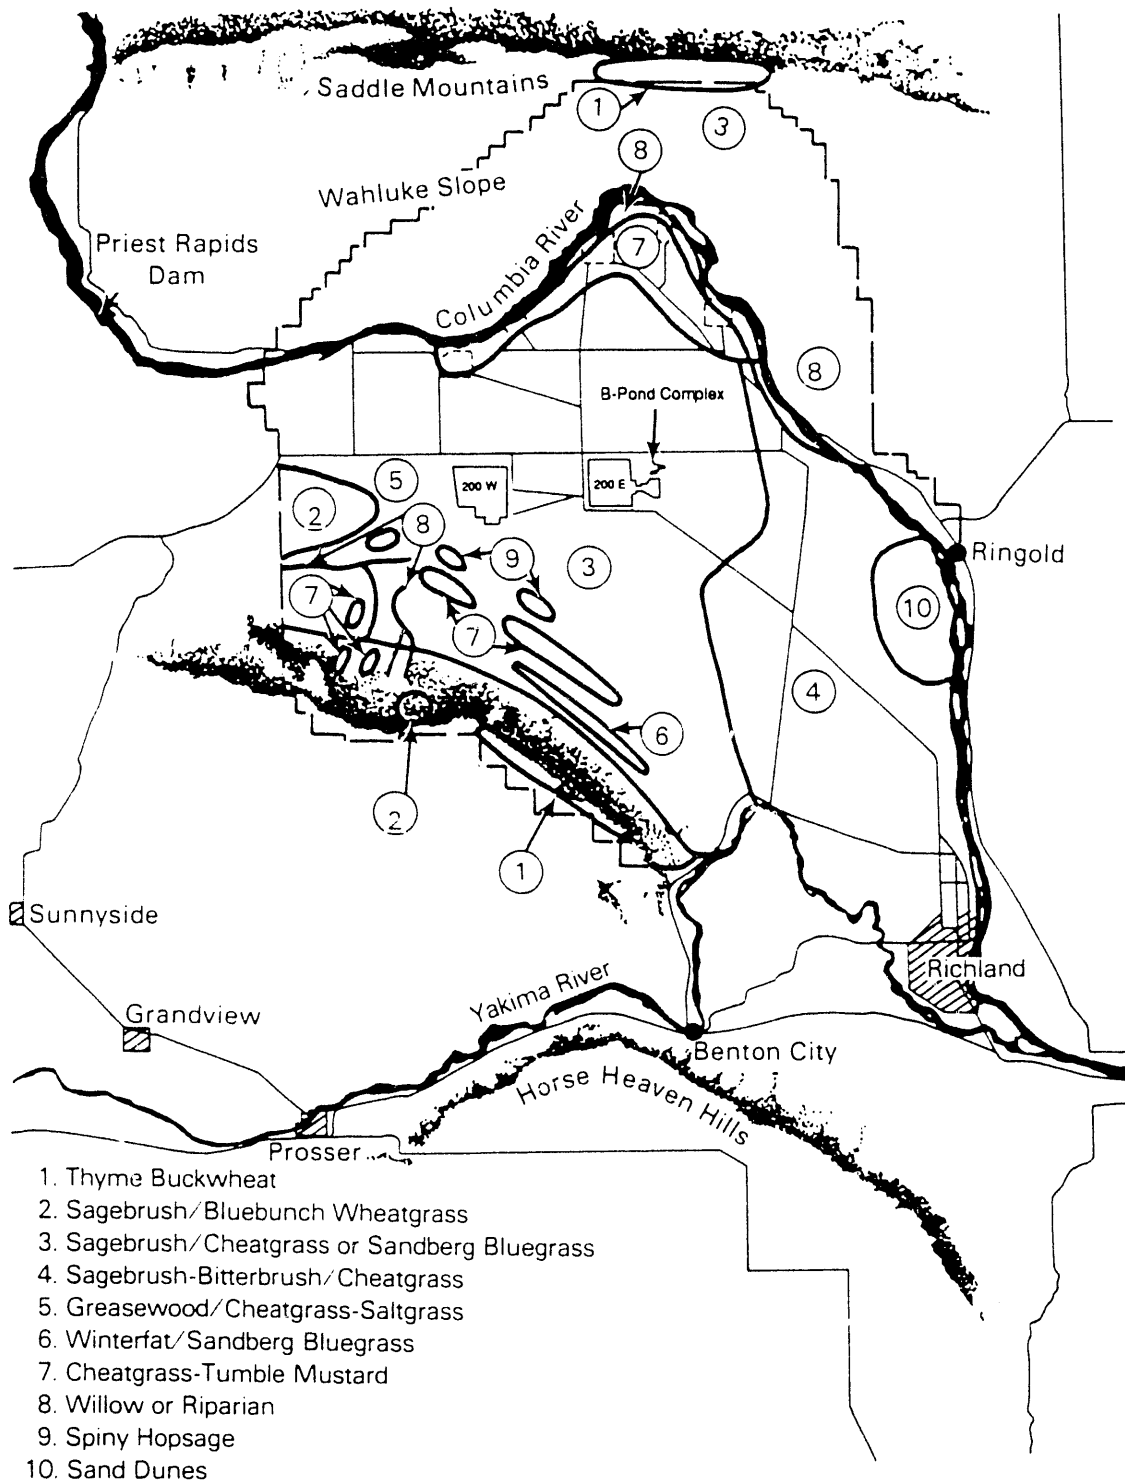 Saddle Mountains
1
3
8
Wahluke Slope
Columbia River
Priest Rapids
Dam
7
8
B-Pond Complex
5
200 W
200 E
2
8
9
3
Ringold
7
7
10
4
6
2
1
Sunnyside
Richland
Yakima River
Grandview
Benton City
Horse Heaven Hills
Prosser
1. Thyme Buckwheat
2. Sagebrush/Bluebunch Wheatgrass
3. Sagebrush/Cheatgrass or Sandberg Bluegrass
4. Sagebrush-Bitterbrush/Cheatgrass
5. Greasewood/Cheatgrass-Saltgrass
6. Winterfat/Sandberg Bluegrass
7. Cheatgrass-Tumble Mustard
8. Willow or Riparian
9. Spiny Hopsage
10. Sand Dunes